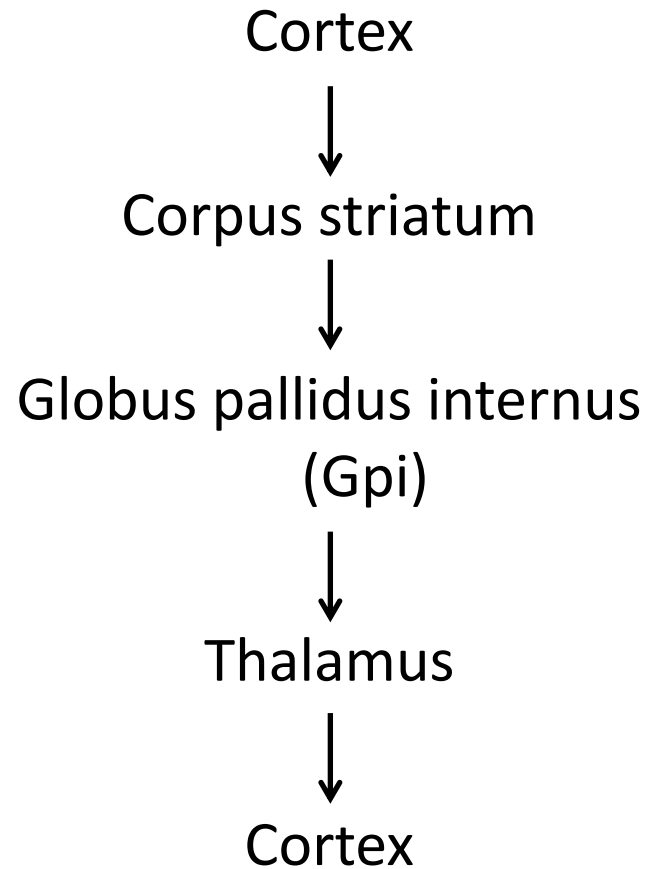 Cortex
Corpus striatum
Globus pallidus internus
(Gpi)
Thalamus
Cortex